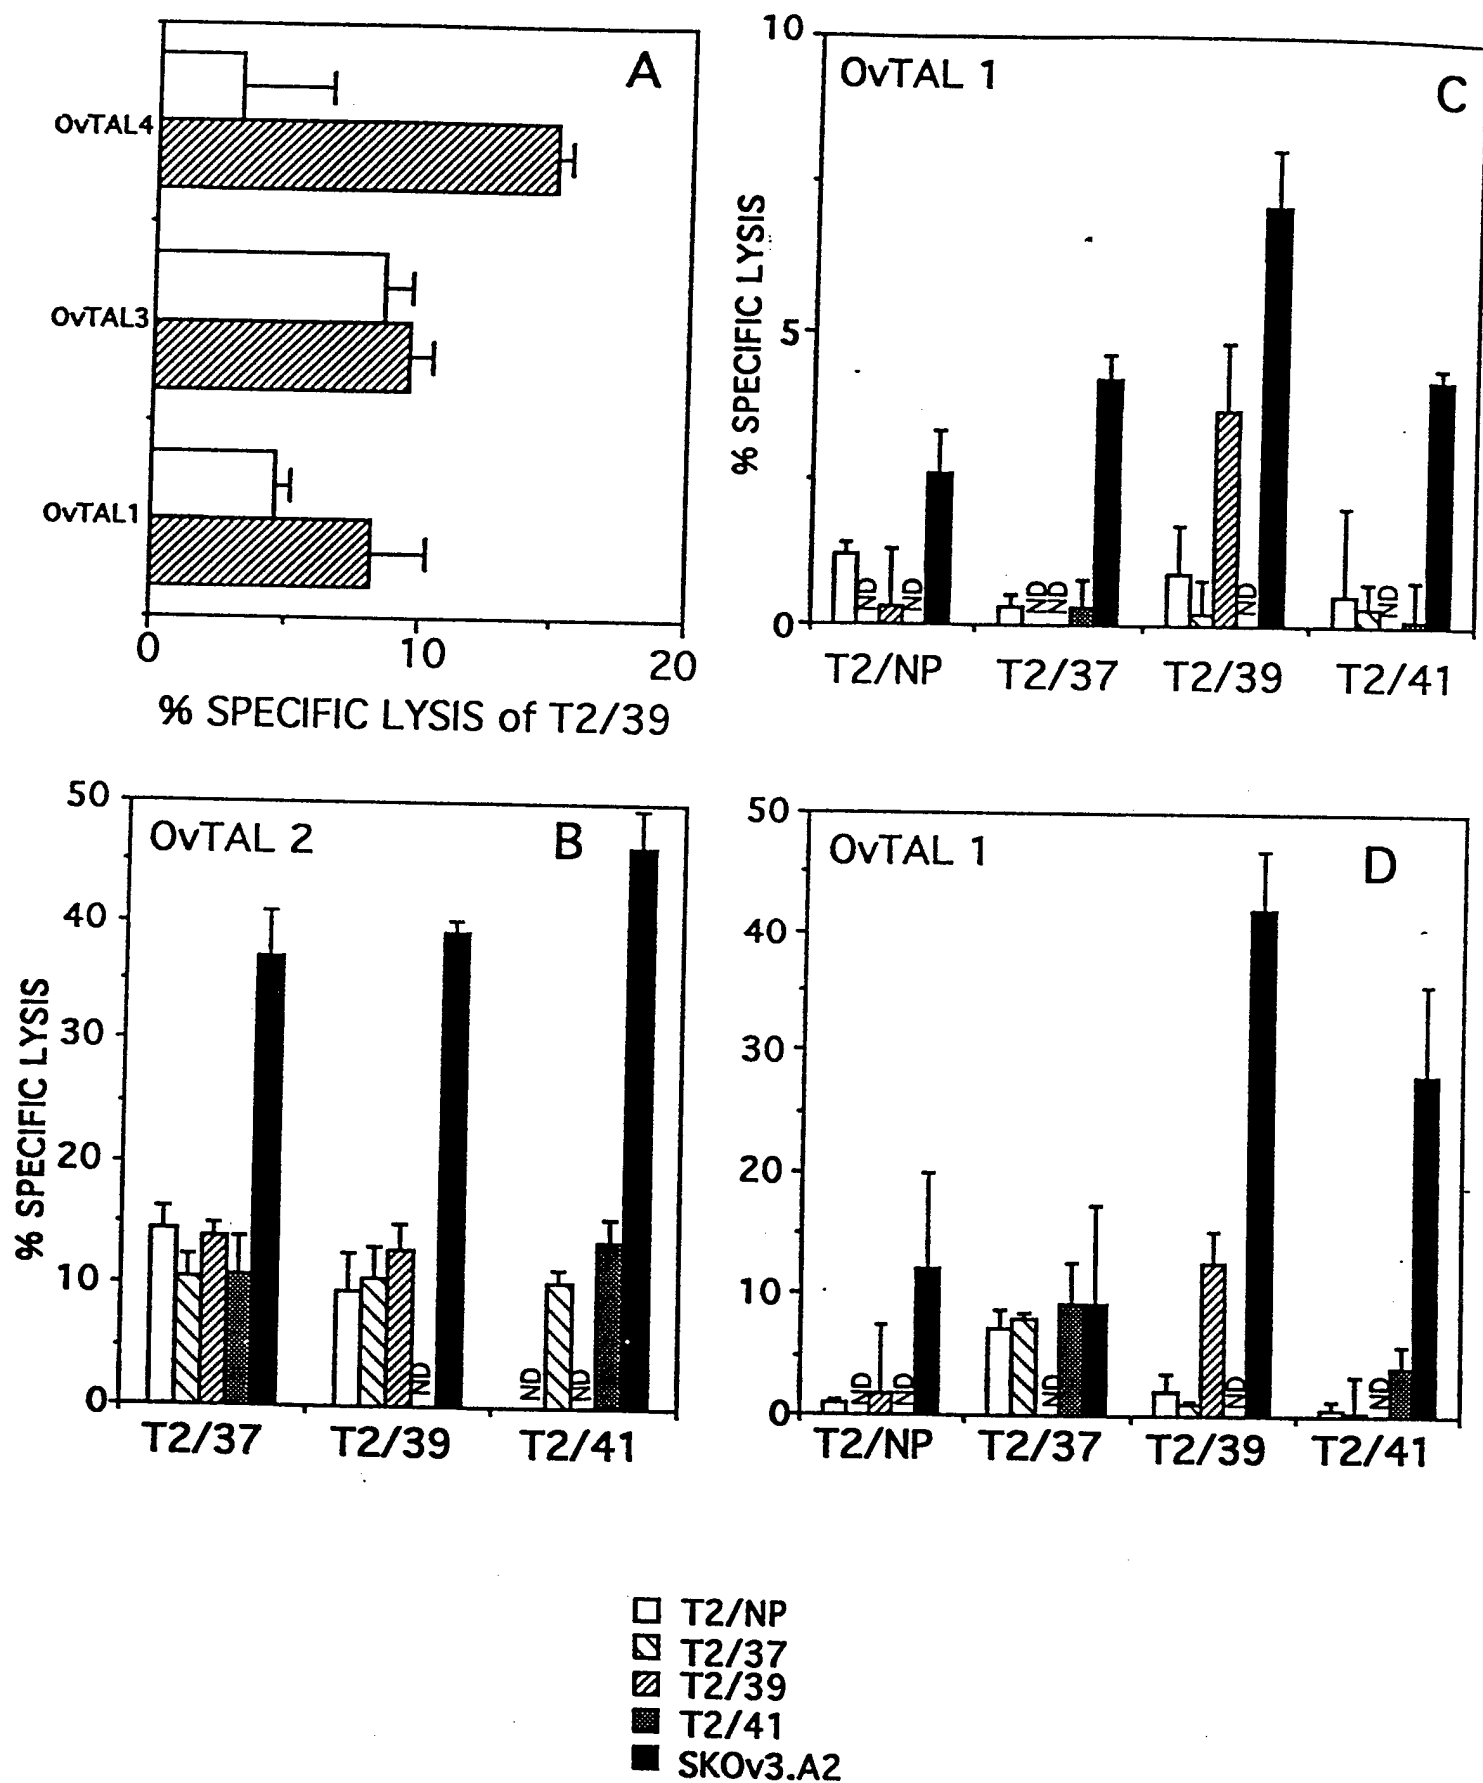 A
OvTAL4
OvTAL3
OvTAL1
0 10 20
% SPECIFIC LYSIS of T2/39
10
OvTAL 1
C
% SPECIFIC LYSIS
5
ND ND ND ND ND ND
0
T2/NP T2/37 T2/39 T2/41
50
OvTAL 2 B
40
% SPECIFIC LYSIS
30
20
10
ND ND ND
0
T2/37 T2/39 T2/41
50
OvTAL 1 D
40
30
20
10
ND ND ND ND ND
0
T2/NP T2/37 T2/39 T2/41
T2/NP
T2/37
T2/39
T2/41
SKOv3.A2